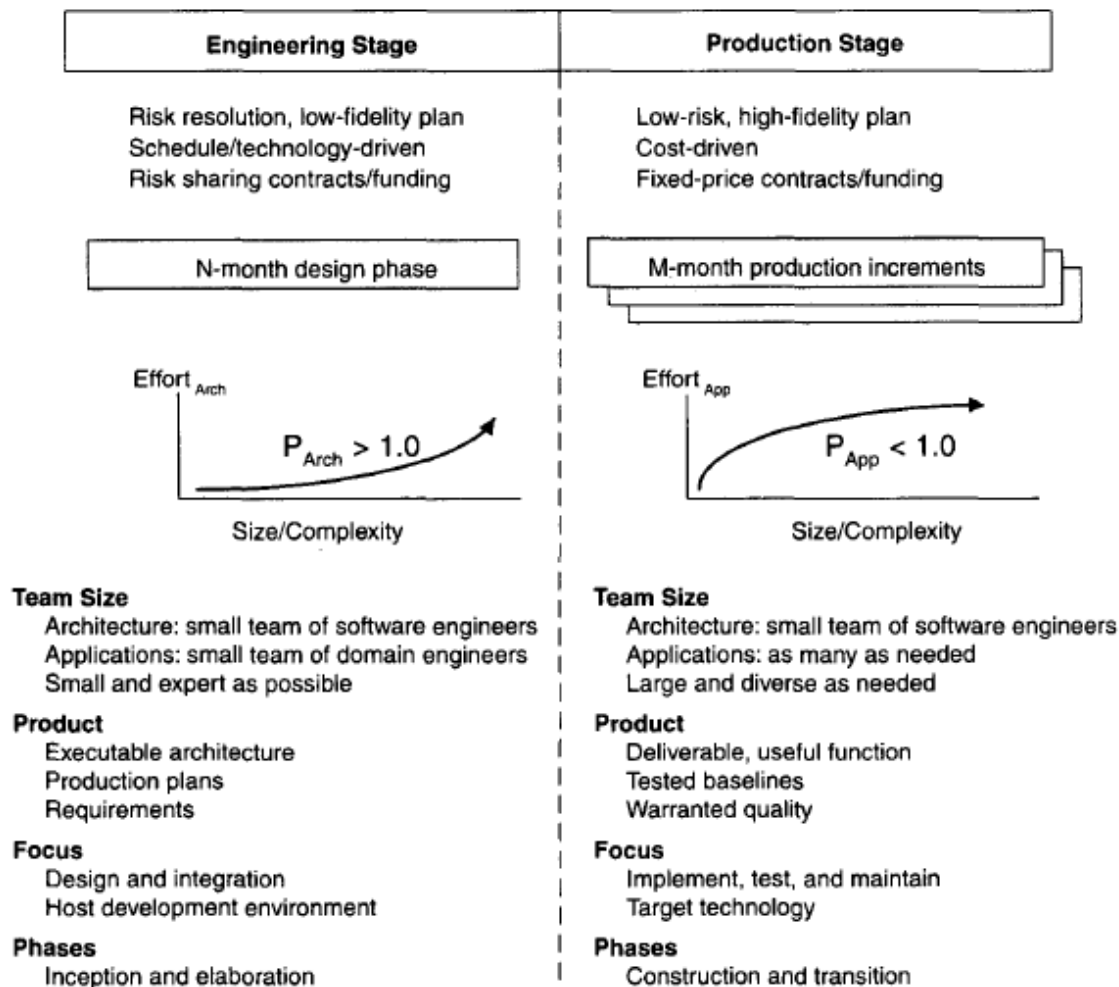 Engineering Stage
Production Stage
Risk resolution, low-fidelity plan
Schedule/technology-driven
Risk sharing contracts/funding
Low-risk, high-fidelity plan
Cost-driven
Fixed-price contracts/funding
N-month design phase
M-month production increments
Effort Arch
P Arch > 1.0
Size/Complexity
Effort App
P App < 1.0
Size/Complexity
Team Size
Architecture: small team of software engineers
Applications: small team of domain engineers
Small and expert as possible
Product
Executable architecture
Production plans
Requirements
Focus
Design and integration
Host development environment
Phases
Inception and elaboration
Team Size
Architecture: small team of software engineers
Applications: as many as needed
Large and diverse as needed
Product
Deliverable, useful function
Tested baselines
Warranted quality
Focus
Implement, test, and maintain
Target technology
Phases
Construction and transition